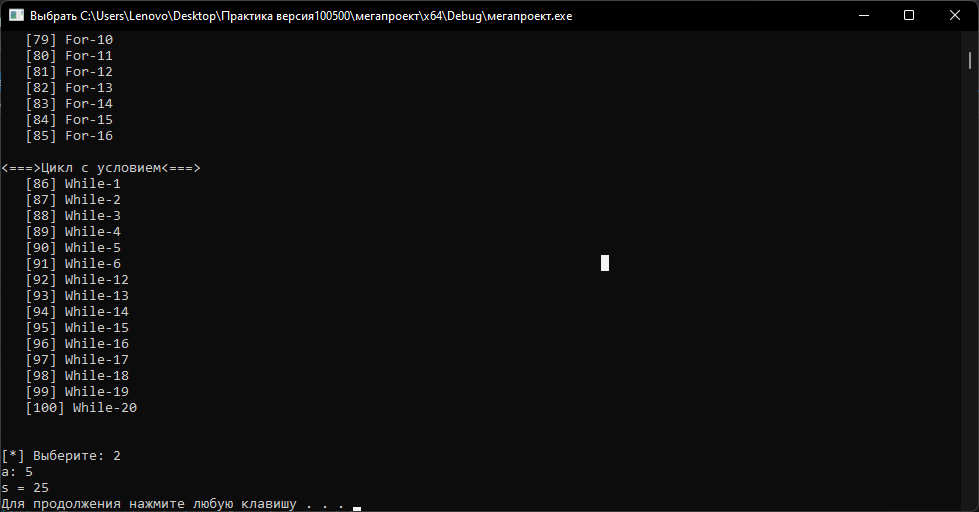 Выбрать C:\Users\Lenovo\Desktop\Практика версия100500\мегапроект\x64\Debug\мегапроект.exe
[79] For-10
[80] For-11
[81] For-12
[82] For-13
[83] For-14
[84] For-15
[85] For-16
<===>Цикл с условием<===>
[86] While-1
[87] While-2
[88] While-3
[89] While-4
[90] While-5
[91] While-6
[92] While-12
[93] While-13
[94] While-14
[95] While-15
[96] While-16
[97] While-17
[98] While-18
[99] While-19
[100] While-20
[*] Выберите: 2
a: 5
s = 25
Для продолжения нажмите любую клавишу . . .